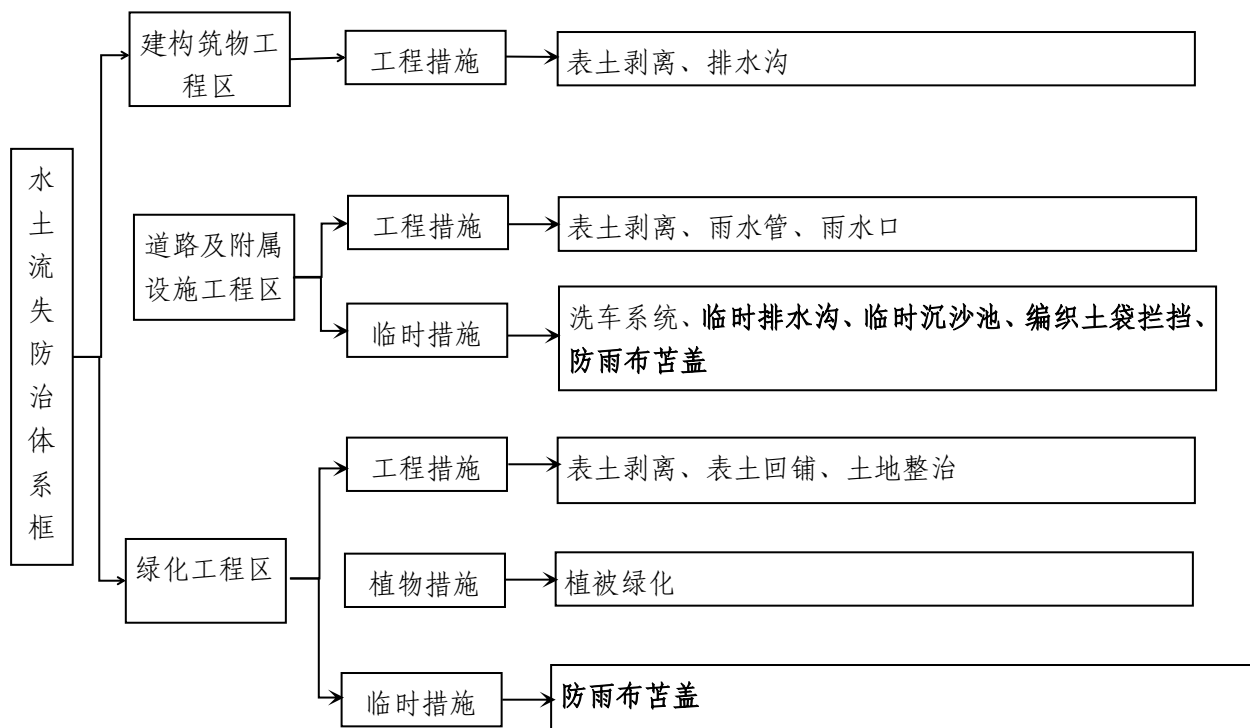 水土流失防治体系框
建构筑物工
程区
工程措施
表土剥离、排水沟
道路及附属
设施工程区
工程措施
表土剥离、雨水管、雨水口
临时措施
洗车系统、临时排水沟、临时沉沙池、编织土袋拦挡、
防雨布苫盖
绿化工程区
工程措施
表土剥离、表土回铺、土地整治
植物措施
植被绿化
临时措施
防雨布苫盖